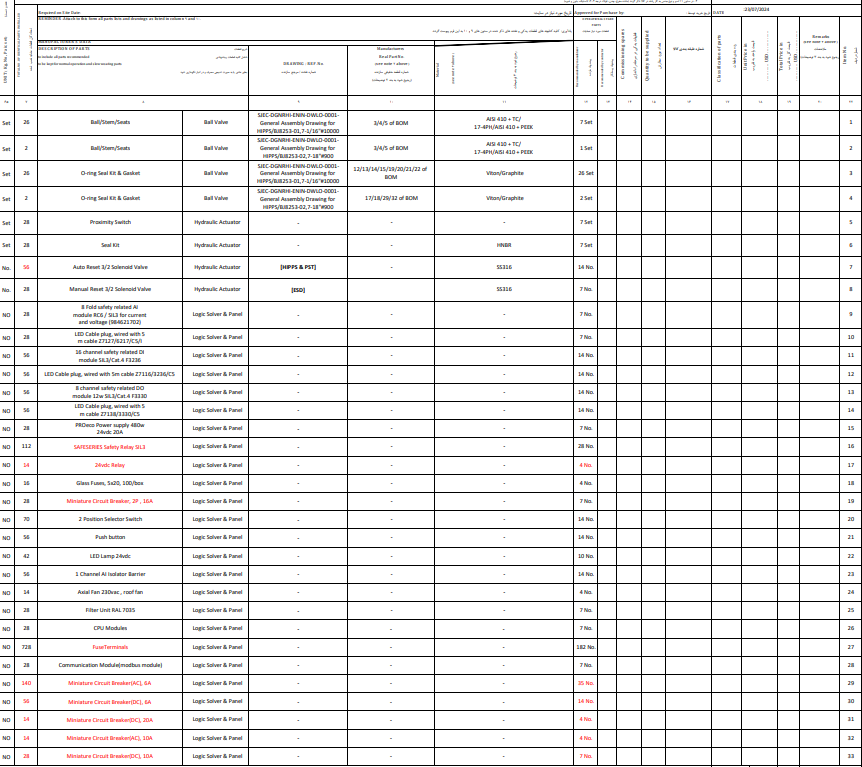 23/07/2024
DATE
Required on Site Date:
Approved for Purchase by
REMINDER: Attach to this form all parts lists and drawings as listed in columns
DESCRIPTION OF PARTS
DRAWING / REF No
Manufacturers
Real Part No
(see note 4 above)
Commissioning spares
Quantity to be supplied
Classification of parts
Unit Price in
Total Price in
Remarks
(see note 4 above)
Items No
Set 26 Ball/Stem/Seats Ball Valve SJEC-DGNRHI-ENIN-DWLO-0001-General Assembly Drawing for HIPPS/BJ8253-01,7-1/16"#10000 3/4/5 of BOM AISI 410 + TC/ 17-4PH/AISI 410 + PEEK 7 Set 1
Set 2 Ball/Stem/Seats Ball Valve SJEC-DGNRHI-ENIN-DWLO-0001-General Assembly Drawing for HIPPS/BJ8253-02,7-18"#900 3/4/5 of BOM AISI 410 + TC/ 17-4PH/AISI 410 + PEEK 1 Set 2
Set 26 O-ring Seal Kit & Gasket Ball Valve SJEC-DGNRHI-ENIN-DWLO-0001-General Assembly Drawing for HIPPS/BJ8253-01,7-1/16"#10000 12/13/14/15/19/20/21/22 of BOM Viton/Graphite 26 Set 3
Set 2 O-ring Seal Kit & Gasket Ball Valve SJEC-DGNRHI-ENIN-DWLO-0001-General Assembly Drawing for HIPPS/BJ8253-02,7-18"#900 17/18/29/32 of BOM Viton/Graphite 2 Set 4
Set 28 Proximity Switch Hydraulic Actuator - - - 7 Set 5
Set 28 Seal Kit Hydraulic Actuator - - HNBR 7 Set 6
No. 56 Auto Reset 3/2 Solenoid Valve Hydraulic Actuator [HIPPS & PST] - SS316 14 No. 7
No. 28 Manual Reset 3/2 Solenoid Valve Hydraulic Actuator [ESD] - SS316 7 No. 8
NO 28 8 Fold safety related AI module RC6 / SIL3 for current and voltage (984621702) Logic Solver & Panel - - - 7 No. 9
NO 28 LED Cable plug, wired with 5 m cable Z7127/6217/C5/I Logic Solver & Panel - - - 7 No. 10
NO 56 16 channel safety related DI module SIL3/Cat.4 F3236 Logic Solver & Panel - - - 14 No. 11
NO 56 LED Cable plug, wired with 5m cable Z7116/3236/C5 Logic Solver & Panel - - - 14 No. 12
NO 56 8 channel safety related DO module 12w SIL3/Cat.4 F3330 Logic Solver & Panel - - - 14 No. 13
NO 56 LED Cable plug, wired with 5 m cable Z7138/3330/C5 Logic Solver & Panel - - - 14 No. 14
NO 28 PROeco Power supply 480w 24vdc 20A Logic Solver & Panel - - - 7 No. 15
NO 112 SAFESERIES Safety Relay SIL3 Logic Solver & Panel - - - 28 No. 16
NO 14 24vdc Relay Logic Solver & Panel - - - 4 No. 17
NO 16 Glass Fuses, 5x20, 100/box Logic Solver & Panel - - - 4 No. 18
NO 28 Miniature Circuit Breaker, 2P , 16A Logic Solver & Panel - - - 7 No. 19
NO 70 2 Position Selector Switch Logic Solver & Panel - - - 14 No. 20
NO 56 Push button Logic Solver & Panel - - - 14 No. 21
NO 42 LED Lamp 24vdc Logic Solver & Panel - - - 10 No. 22
NO 56 1 Channel AI Isolator Barrier Logic Solver & Panel - - - 14 No. 23
NO 14 Axial Fan 230vac , roof fan Logic Solver & Panel - - - 4 No. 24
NO 28 Filter Unit RAL 7035 Logic Solver & Panel - - - 7 No. 25
NO 28 CPU Modules Logic Solver & Panel - - - 7 No. 26
NO 728 FuseTerminals Logic Solver & Panel - - - 182 No. 27
NO 28 Communication Module(modbus module) Logic Solver & Panel - - - 7 No. 28
NO 140 Miniature Circuit Breaker(AC), 6A Logic Solver & Panel - - - 35 No. 29
NO 56 Miniature Circuit Breaker(DC), 6A Logic Solver & Panel - - - 14 No. 30
NO 14 Miniature Circuit Breaker(DC), 20A Logic Solver & Panel - - - 4 No. 31
NO 14 Miniature Circuit Breaker(AC), 10A Logic Solver & Panel - - - 4 No. 32
NO 28 Miniature Circuit Breaker(DC), 10A Logic Solver & Panel - - - 7 No. 33